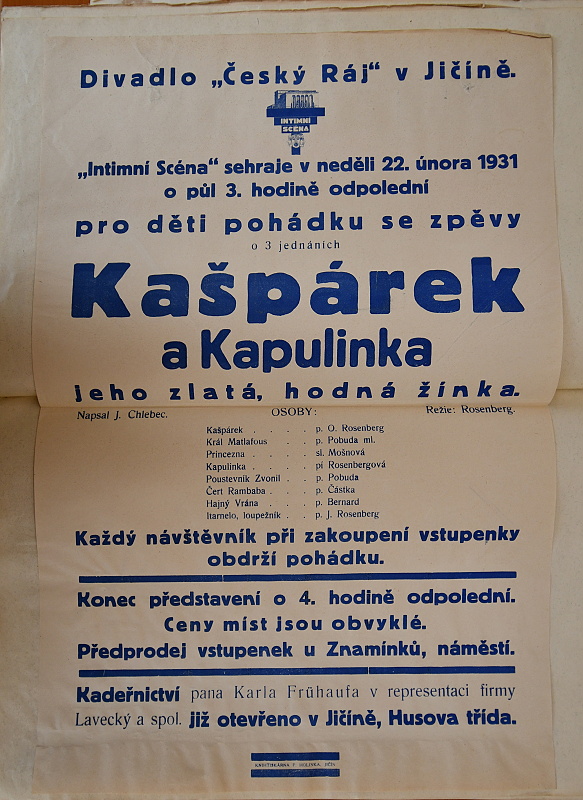 Divadlo „Český Ráj" v Jičíně.
INTIMNÍ
SCÉNA
„Intimní Scéna" sehraje v neděli 22. února 1931
o půl 3. hodině odpolední
pro děti pohádku se zpěvy
o 3 jednáních
Kašpárek
a Kapulinka
jeho zlatá, hodná žínka.
Napsal J. Chlebec. OSOBY: Režie: Rosenberg.
Kašpárek . . . . p. O. Rosenberg
Král Matlafous . . p. Pobuda ml.
Princezna . . . . sl. Mošnová
Kapulinka . . . . pí Rosenbergová
Poustevník Zvonil . . p. Pobuda
Čert Rambaba . . . p. Částka
Hajný Vrána . . . p. Bernard
Itarnelo, loupežník . . p. J. Rosenberg
Každý návštěvník při zakoupení vstupenky
obdrží pohádku.
Konec představení o 4. hodině odpolední.
Ceny míst jsou obvyklé.
Předprodej vstupenek u Znamínků, náměstí.
Kadeřnictví pana Karla Frühaufa v representaci firmy
Lavecký a spol. již otevřeno v Jičíně, Husova třída.
KNIHTISKÁRNA